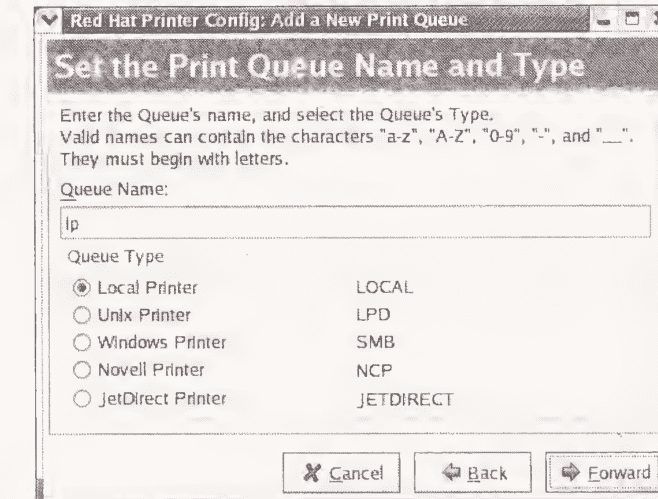 Red Hat Printer Config: Add a New Print Queue
Set the Print Queue Name and Type
Enter the Queue's name, and select the Queue's Type.
Valid names can contain the characters "a-z", "A-Z", "0-9", "-", and "__".
They must begin with letters.
Queue Name:
lp
Queue Type
Local Printer LOCAL
Unix Printer LPD
Windows Printer SMB
Novell Printer NCP
JetDirect Printer JETDIRECT
Cancel Back Forward